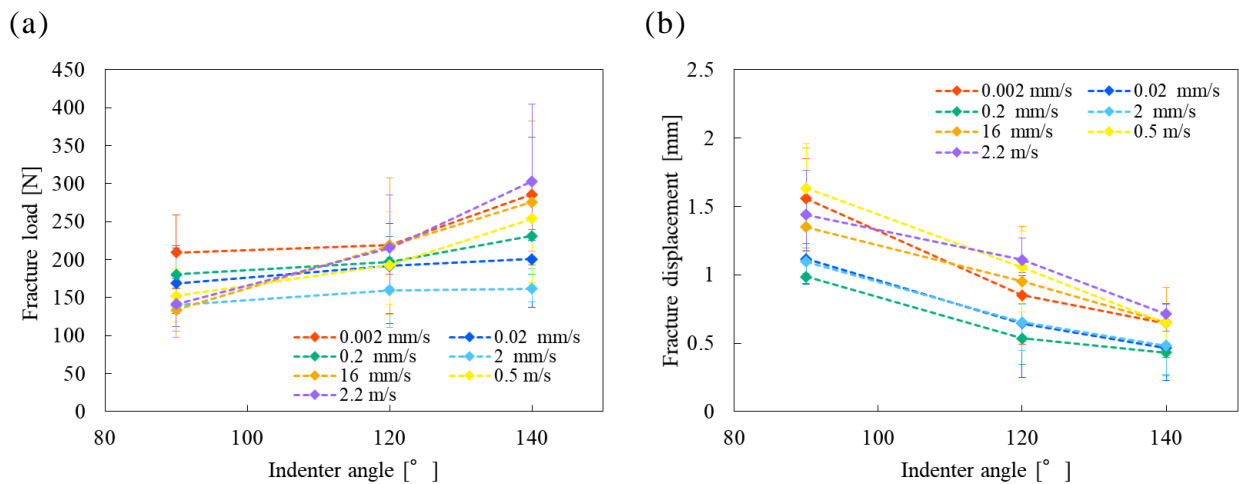 (a)
450
400
350
300
250
200
150
100
50
0
Fracture load [N]
0.002 mm/s
0.02 mm/s
0.2 mm/s
2 mm/s
16 mm/s
0.5 m/s
2.2 m/s
80
100
120
140
Indenter angle [° ]
(b)
2.5
2
1.5
1
0.5
0
Fracture displacement [mm]
0.002 mm/s
0.02 mm/s
0.2 mm/s
2 mm/s
16 mm/s
0.5 m/s
2.2 m/s
80
100
120
140
Indenter angle [° ]